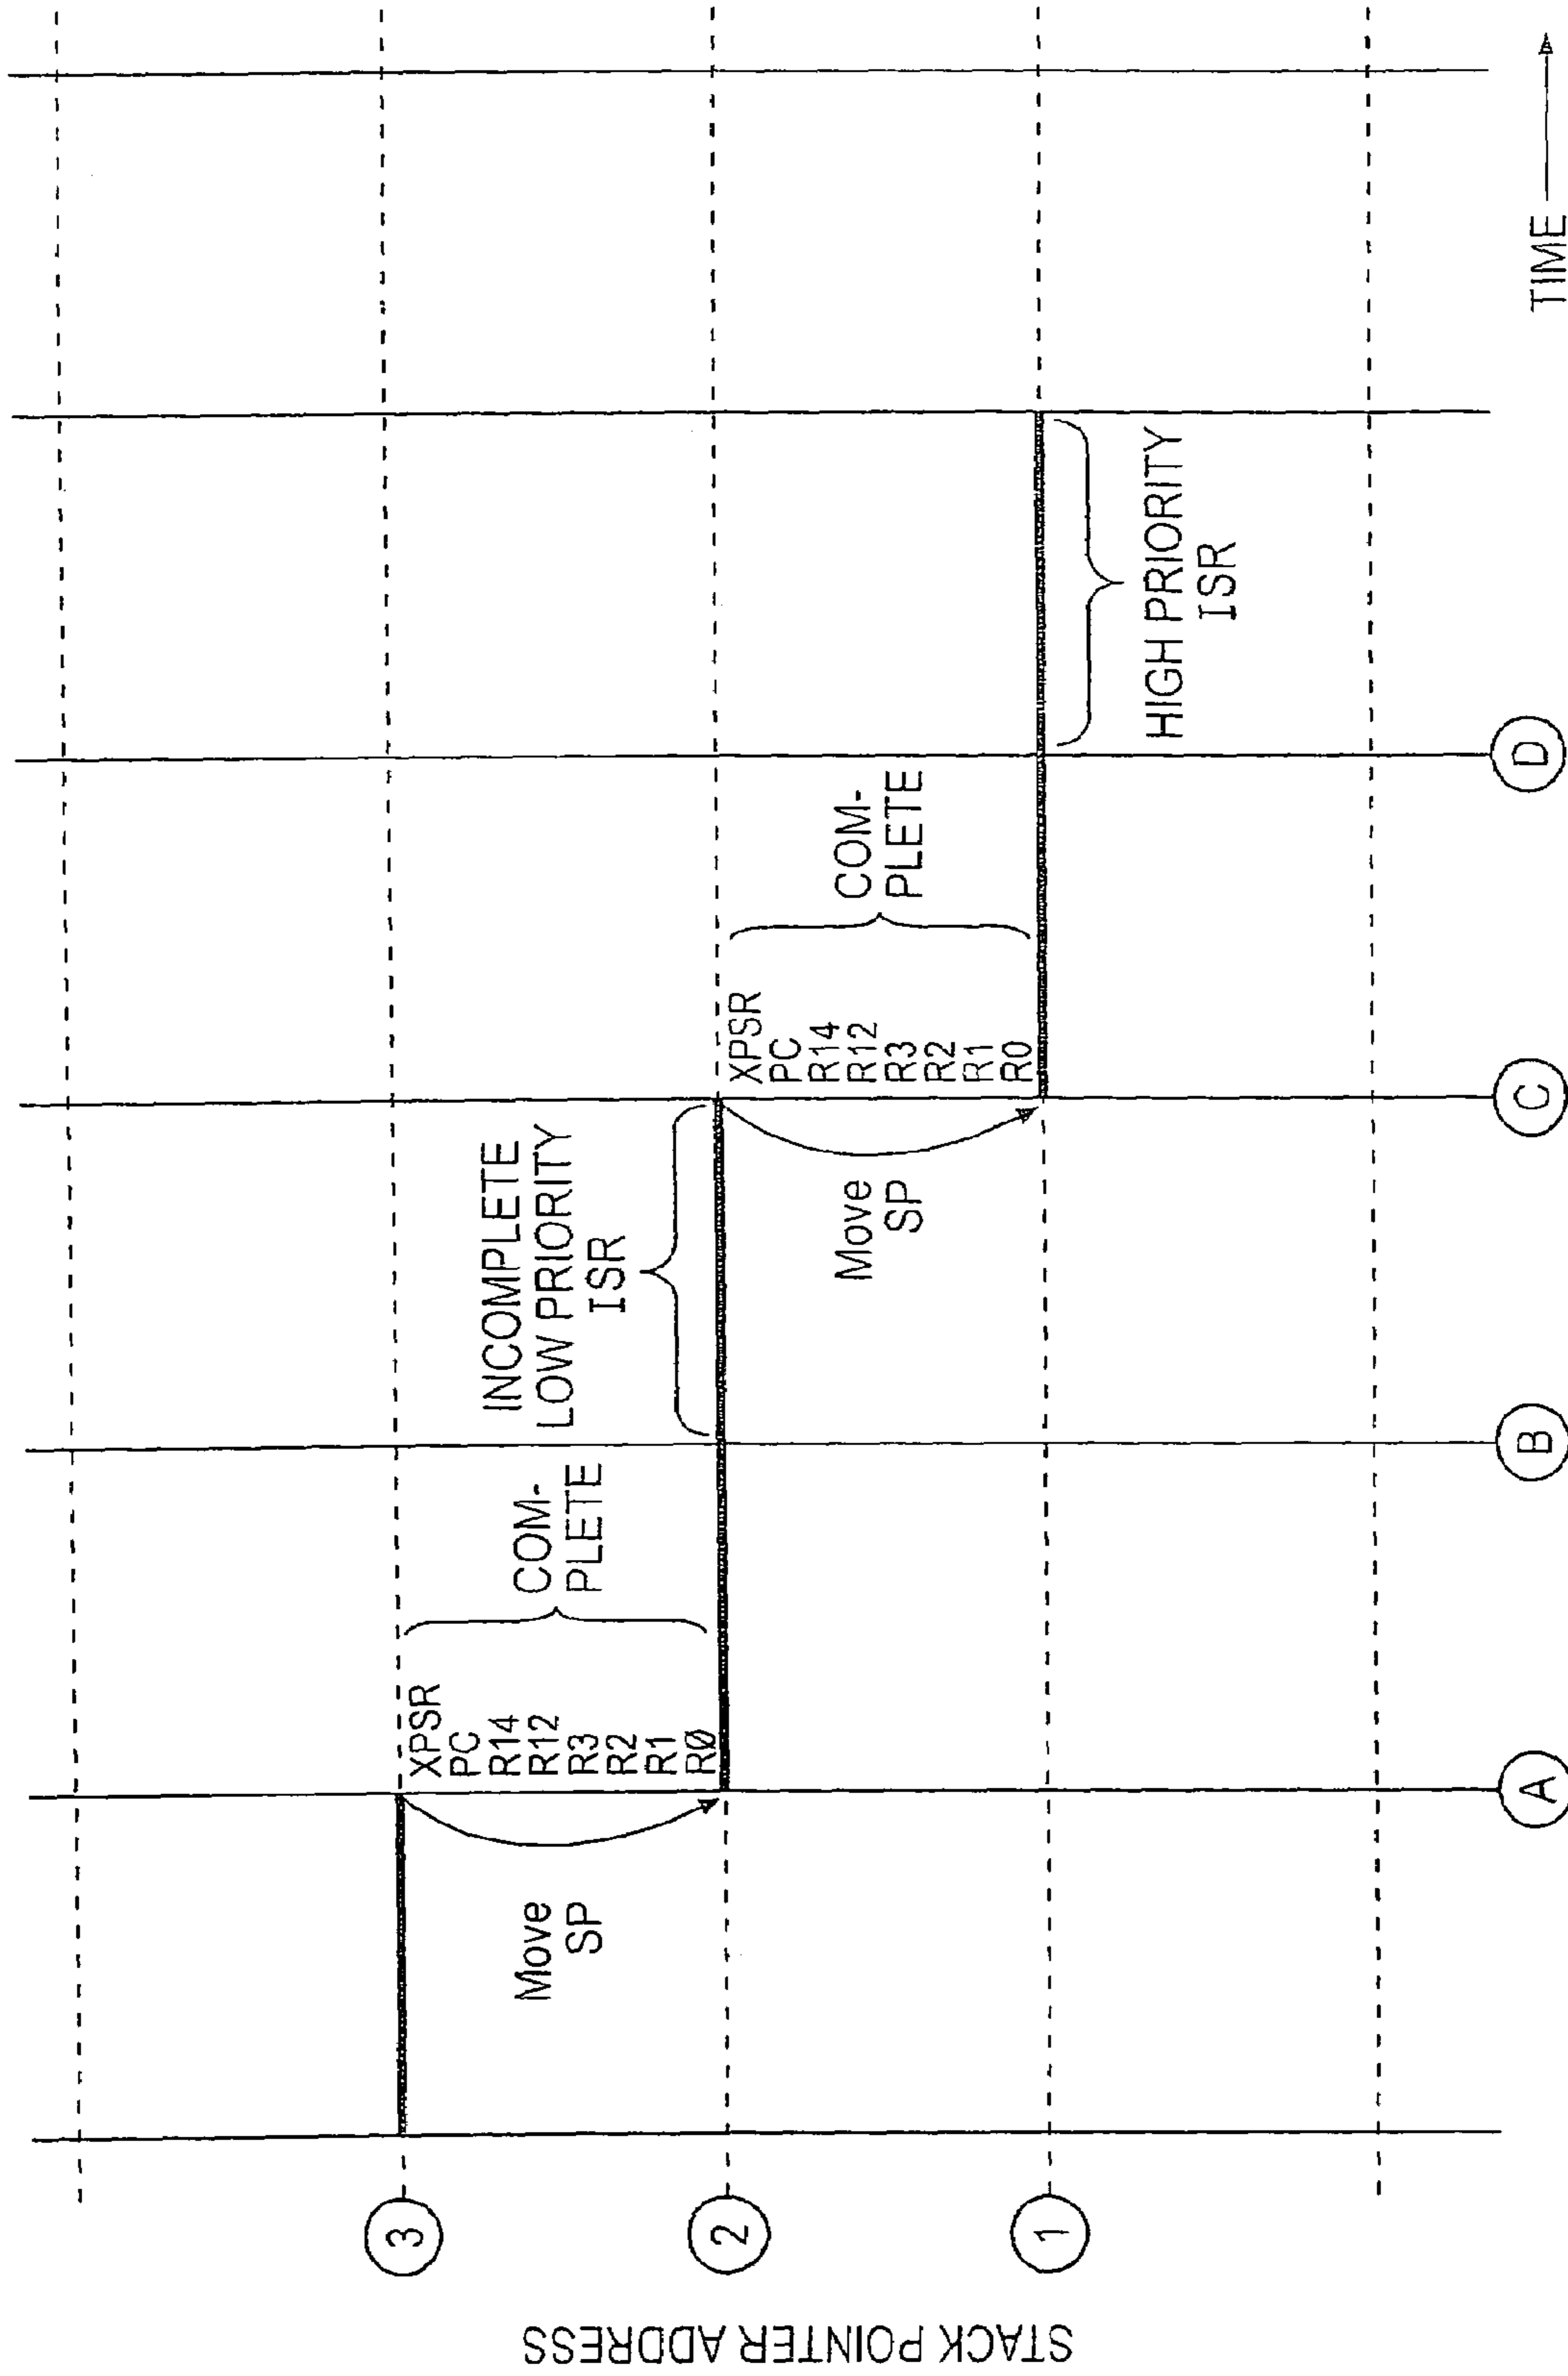 STACK POINTER ADDRESS
3
2
1
Move
SP
XPSR
PC
R14
R12
R3
R2
R1
RØ
COM-
PLETE
INCOMPLETE
LOW PRIORITY
ISR
Move
SP
XPSR
PC
R14
R12
R3
R2
R1
R0
COM-
PLETE
HIGH PRIORITY
ISR
A
B
C
D
TIME